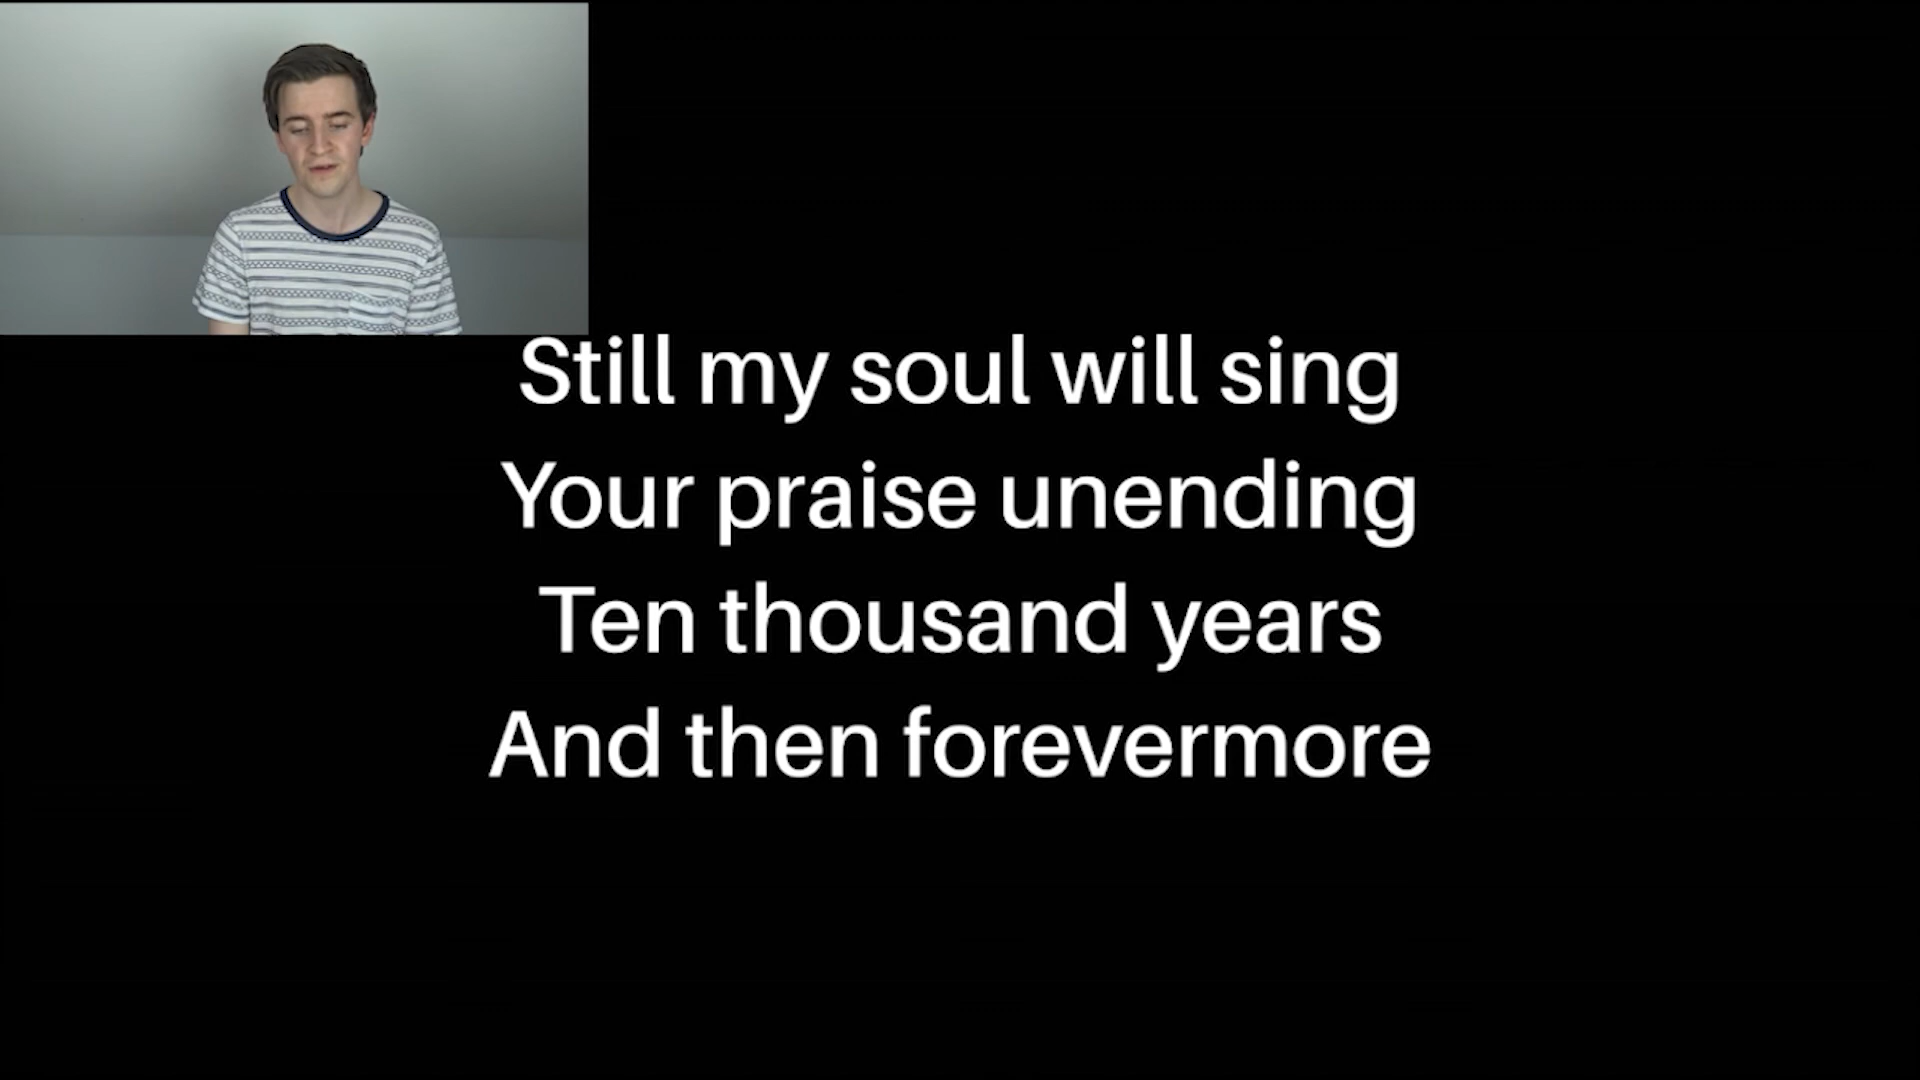 Still my soul will sing
Your praise unending
Ten thousand years
And then forevermore